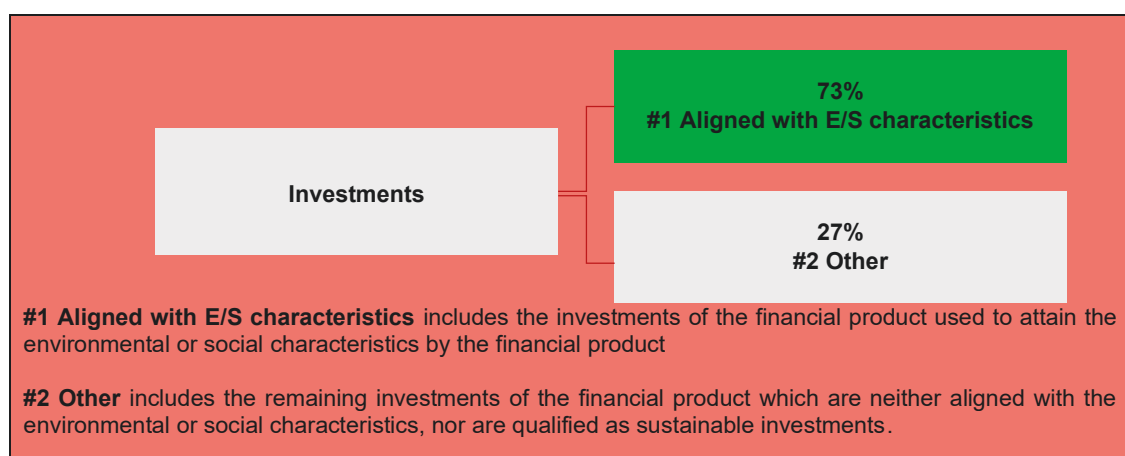 73%
#1 Aligned with E/S characteristics
Investments
27%
#2 Other
#1 Aligned with E/S characteristics includes the investments of the financial product used to attain the
environmental or social characteristics by the financial product
#2 Other includes the remaining investments of the financial product which are neither aligned with the
environmental or social characteristics, nor are qualified as sustainable investments.